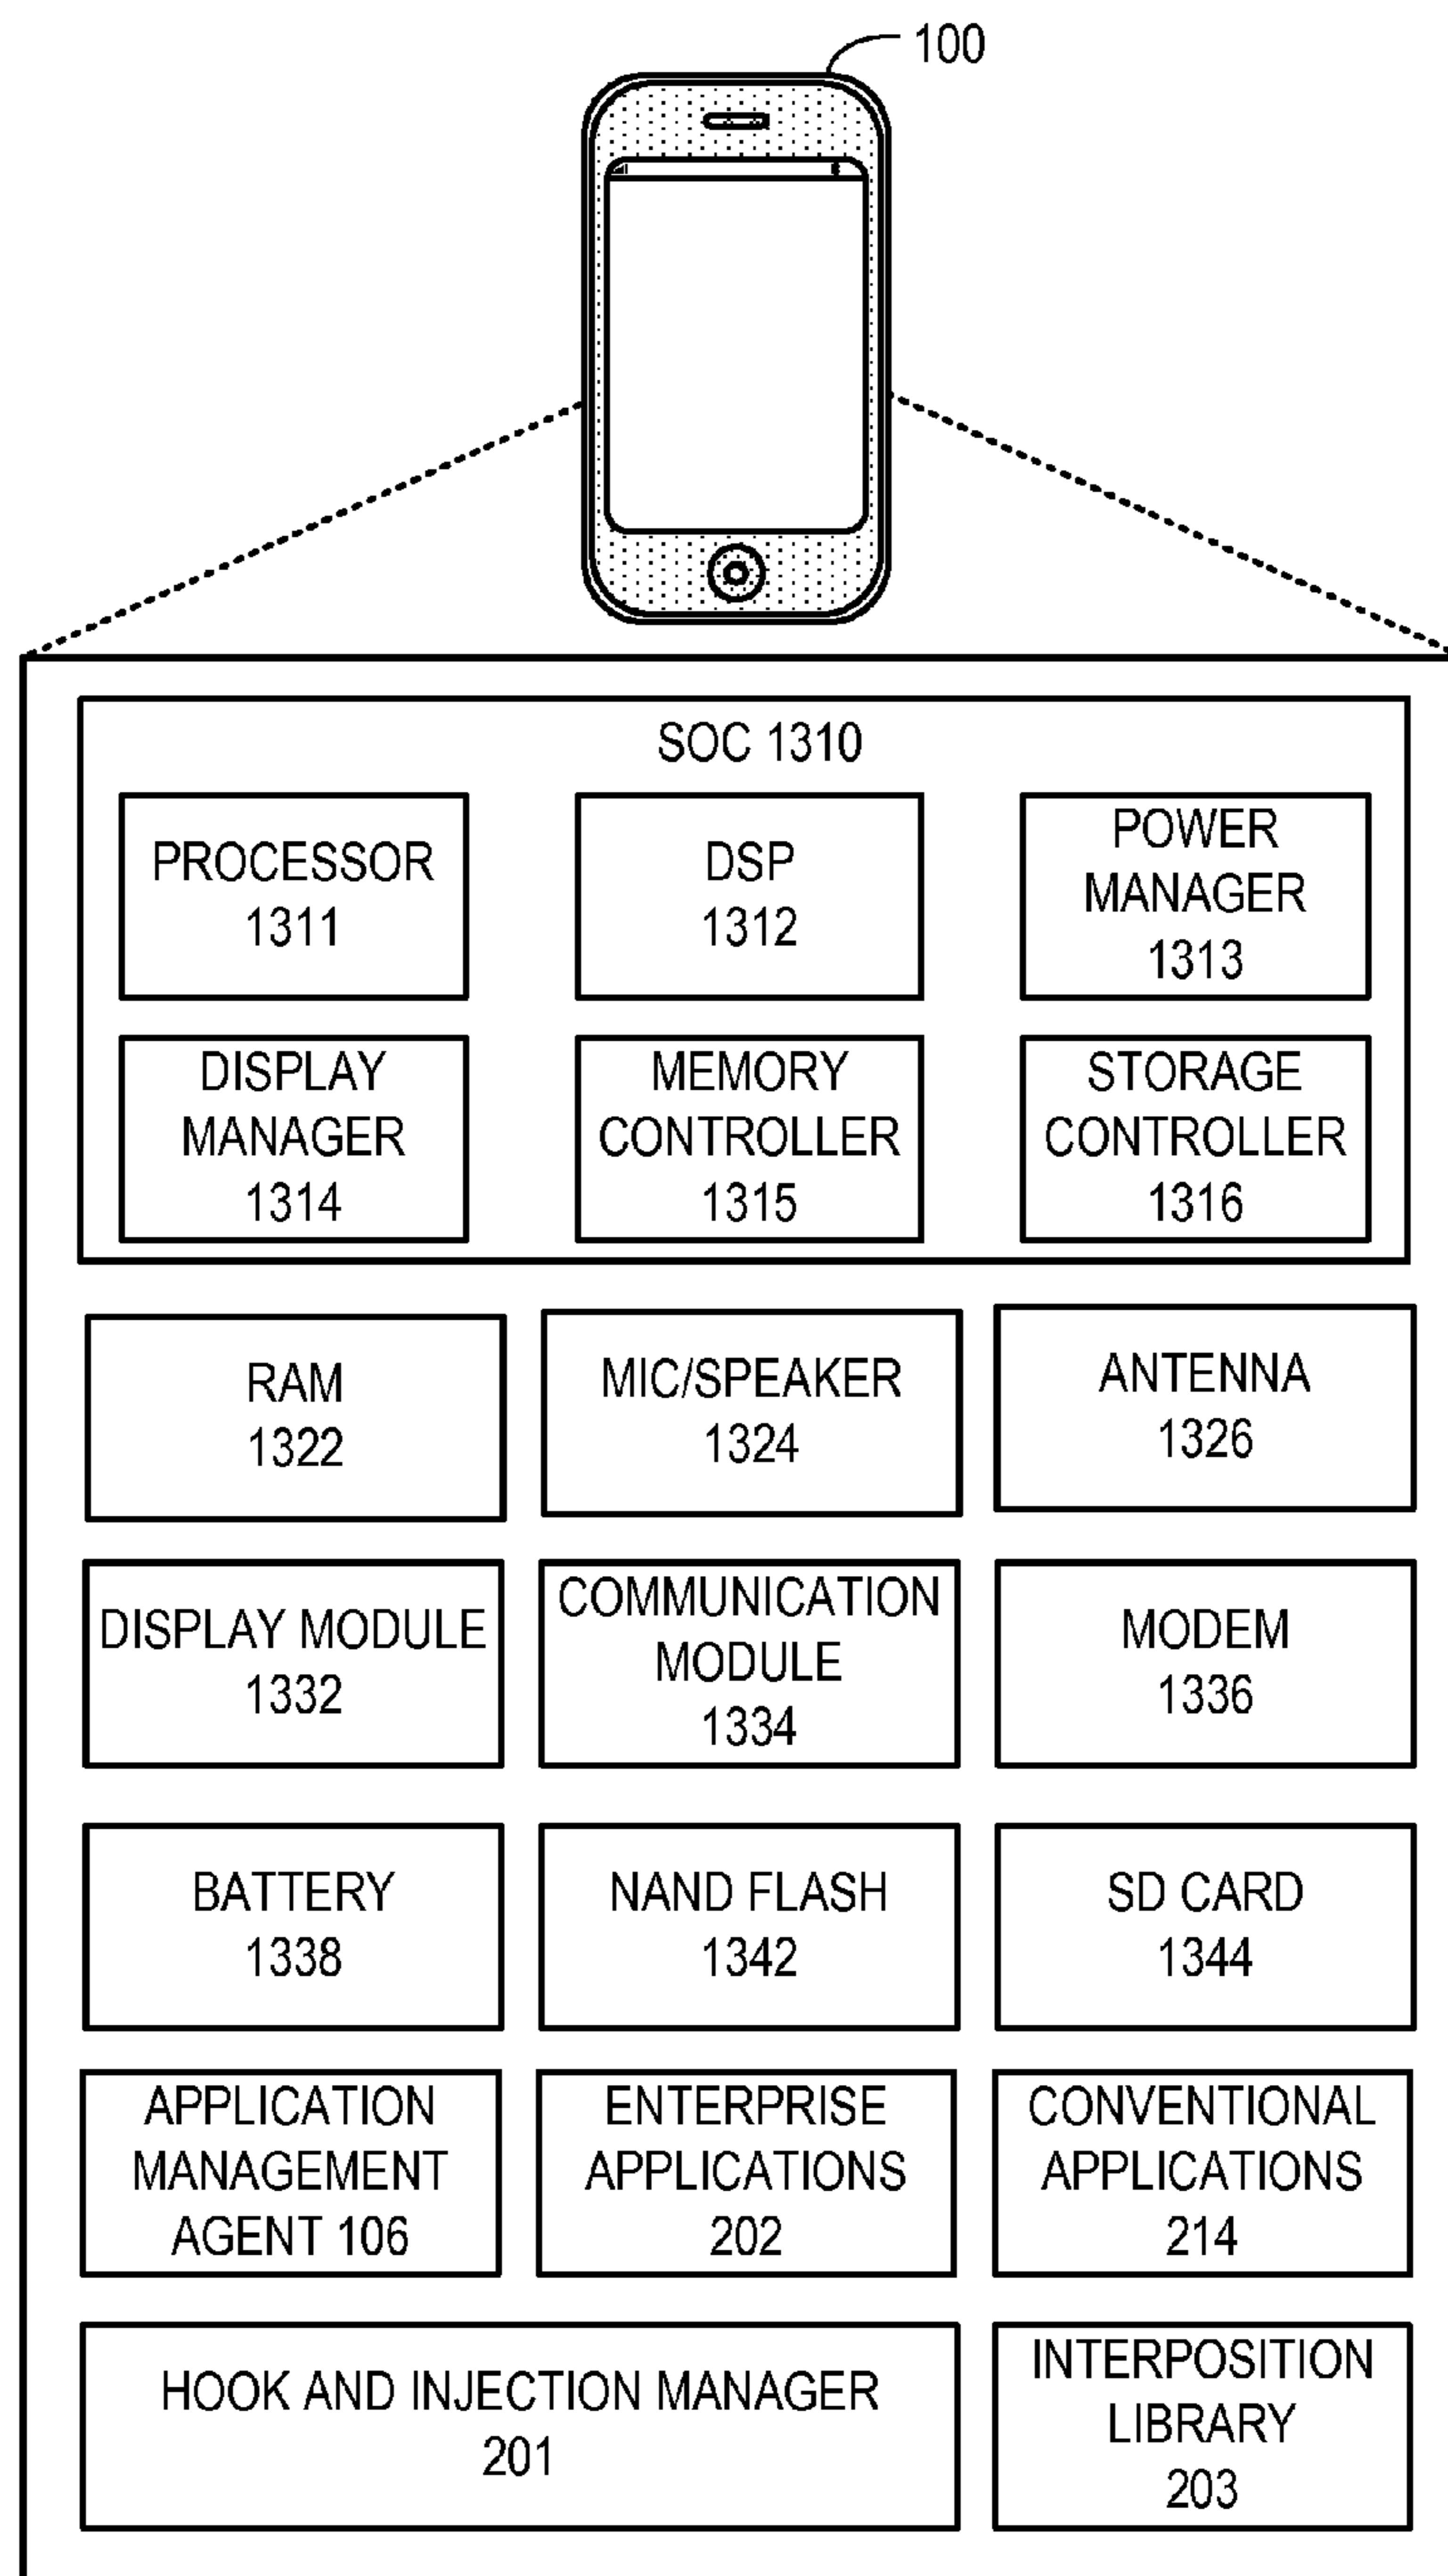 100
SOC 1310
PROCESSOR
1311
DSP
1312
POWER
MANAGER
1313
DISPLAY
MANAGER
1314
MEMORY
CONTROLLER
1315
STORAGE
CONTROLLER
1316
RAM
1322
MIC/SPEAKER
1324
ANTENNA
1326
DISPLAY MODULE
1332
COMMUNICATION
MODULE
1334
MODEM
1336
BATTERY
1338
NAND FLASH
1342
SD CARD
1344
APPLICATION
MANAGEMENT
AGENT 106
ENTERPRISE
APPLICATIONS
202
CONVENTIONAL
APPLICATIONS
214
HOOK AND INJECTION MANAGER
201
INTERPOSITION
LIBRARY
203